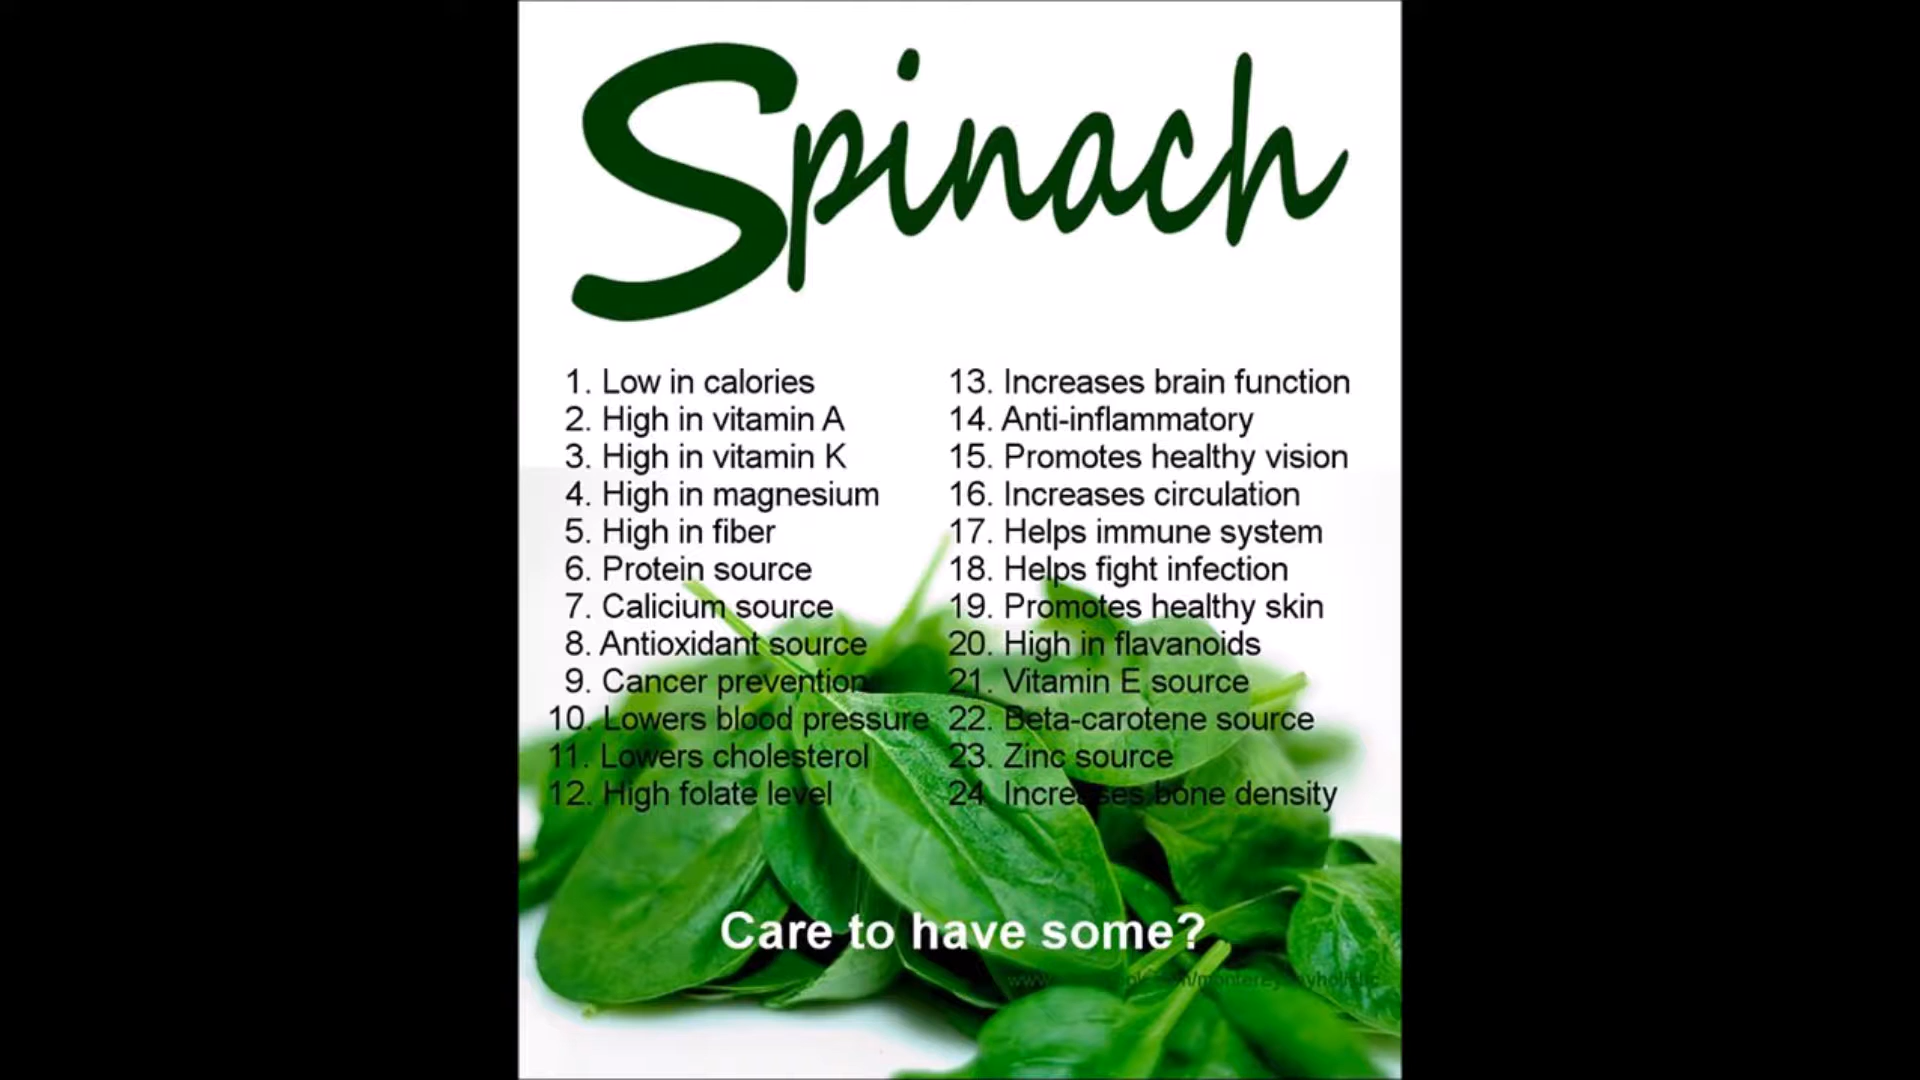 Spinach
1. Low in calories
2. High in vitamin A
3. High in vitamin K
4. High in magnesium
5. High in fiber
6. Protein source
7. Calicium source
8. Antioxidant source
9. Cancer prevention
10. Lowers blood pressure
11. Lowers cholesterol
12. High folate level
13. Increases brain function
14. Anti-inflammatory
15. Promotes healthy vision
16. Increases circulation
17. Helps immune system
18. Helps fight infection
19. Promotes healthy skin
20. High in flavanoids
21. Vitamin E source
22. Beta-carotene source
23. Zinc source
24. Increases bone density
Care to have some?